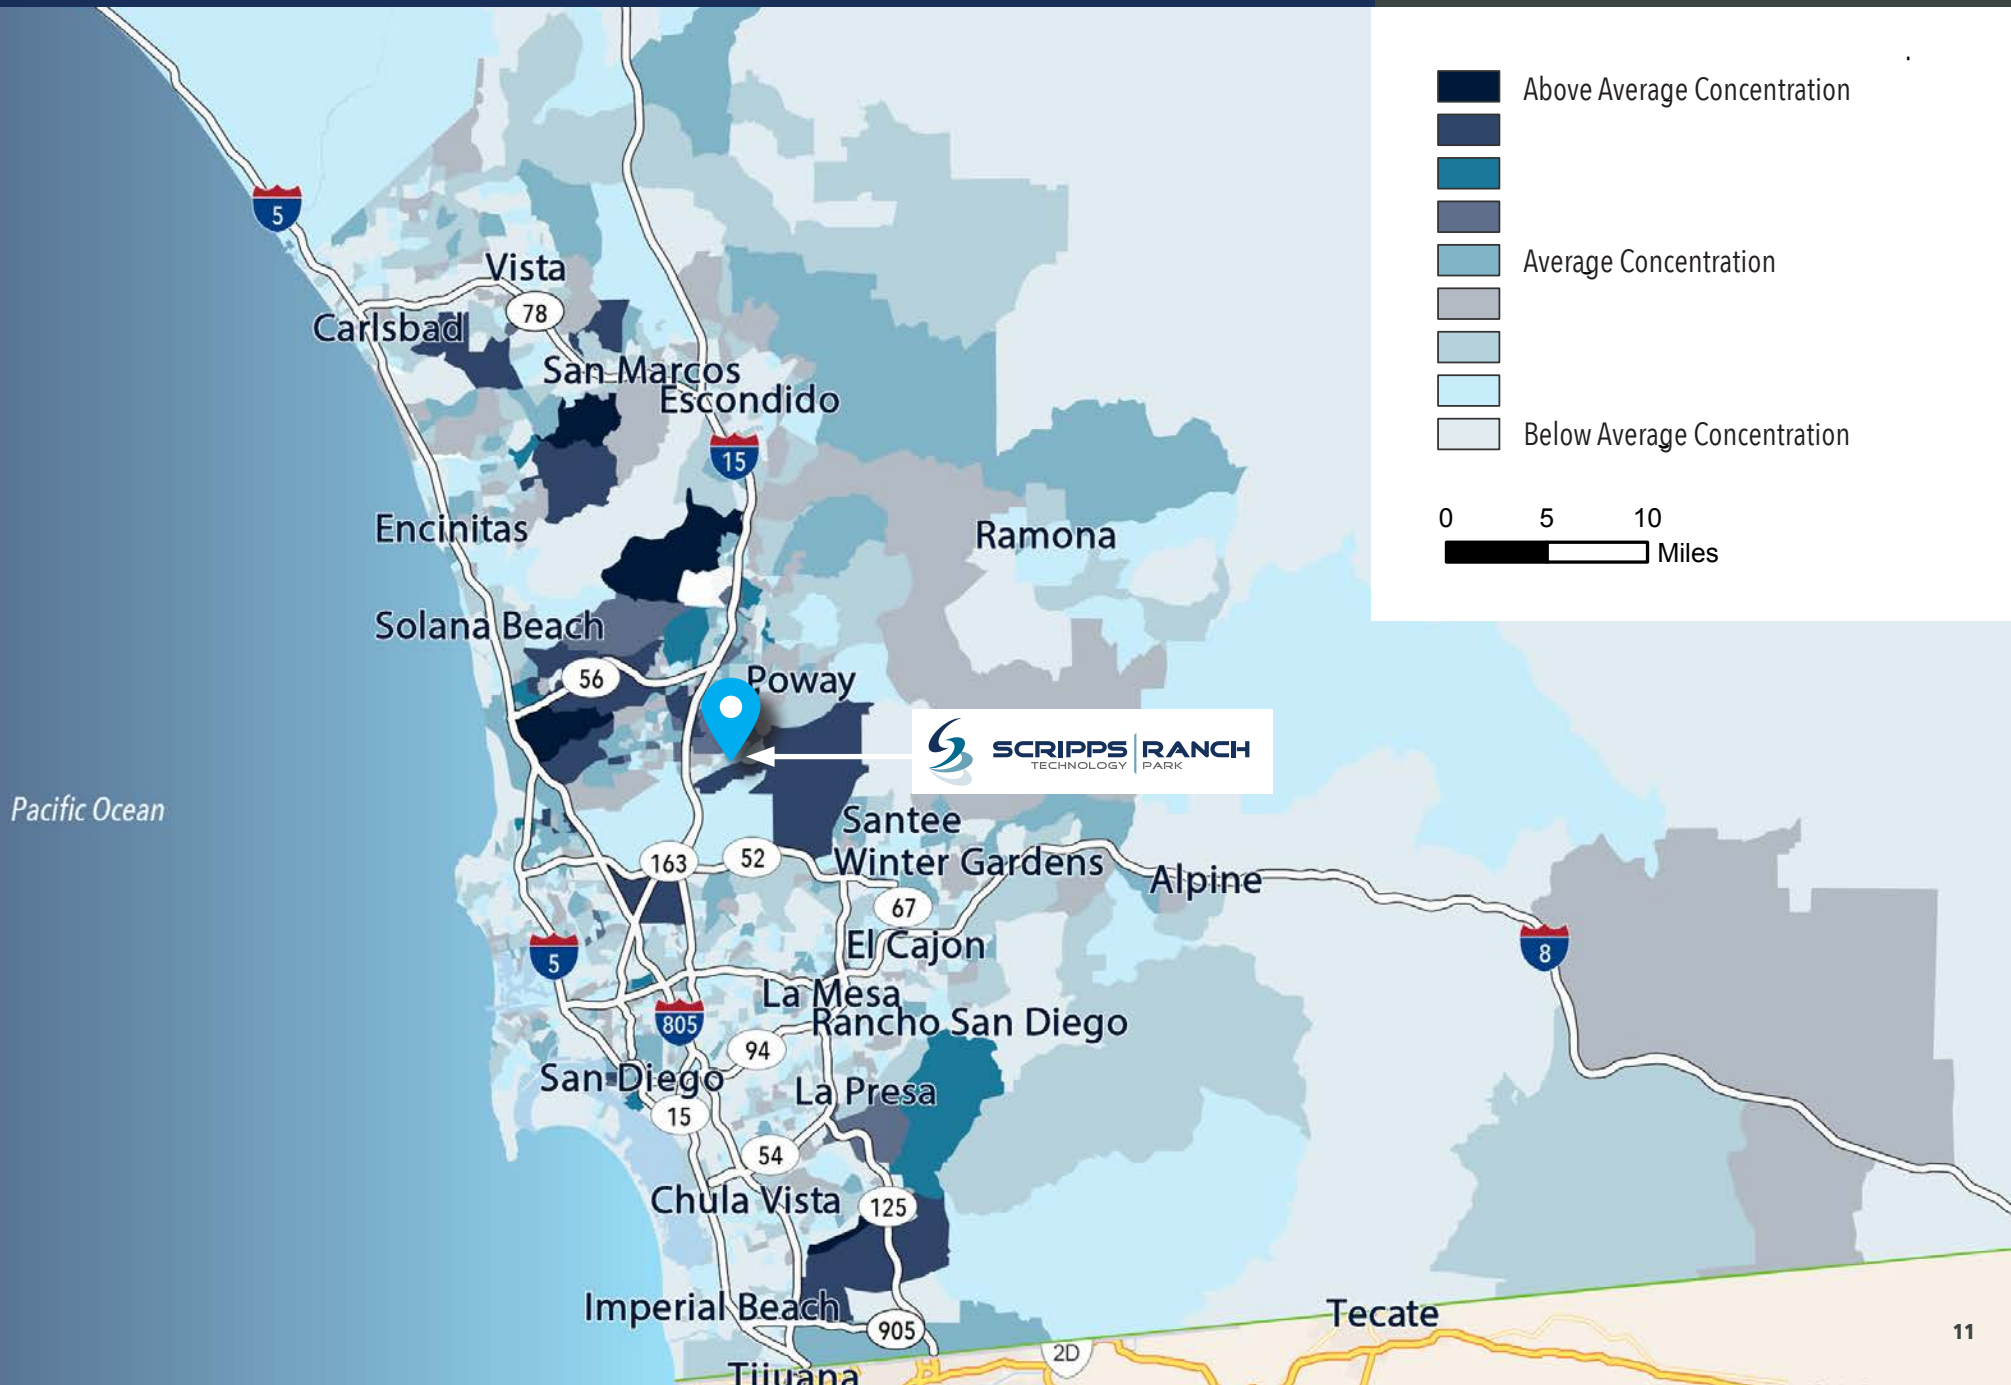 Above Average Concentration
Average Concentration
Below Average Concentration
0 5 10
Miles
5
Vista
78
Carlsbad
San Marcos
Escondido
15
Encinitas
Ramona
Solana Beach
56
Poway
SCRIPPS RANCH
TECHNOLOGY PARK
Pacific Ocean
Santee
163
52
Winter Gardens
Alpine
67
El Cajon
5
8
La Mesa
805
Rancho San Diego
94
San Diego
La Presa
15
54
Chula Vista
125
Imperial Beach
905
Tecate
11
2D
Tijuana